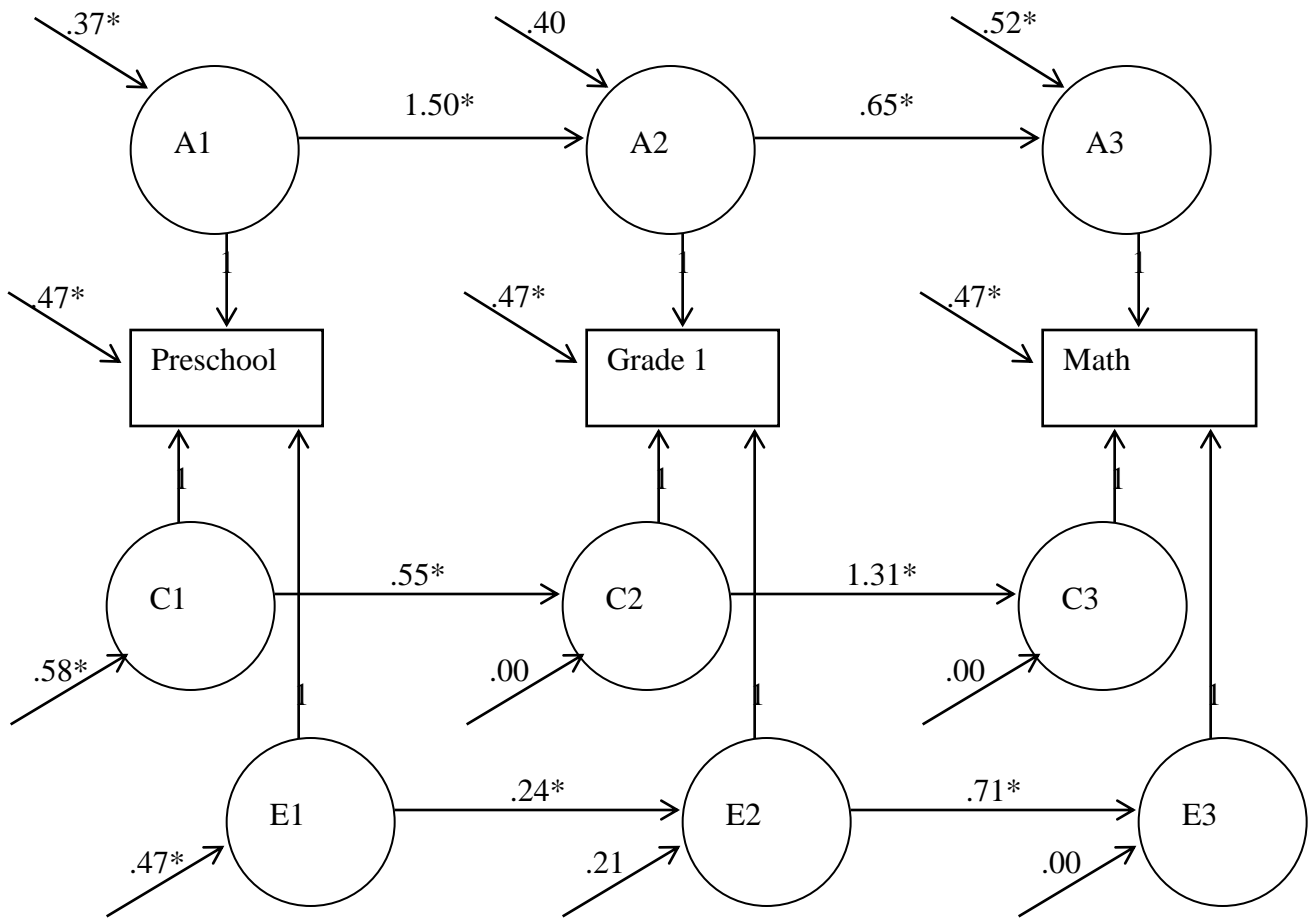 .37* .40 .52*
1.50* .65*
A1 A2 A3
1 1 1
.47* .47* .47*
Preschool Grade 1 Math
1 1 1
.55* 1.31*
C1 C2 C3
.58* .00 .00
1 1 1
.24* .71*
E1 E2 E3
.47* .21 .00